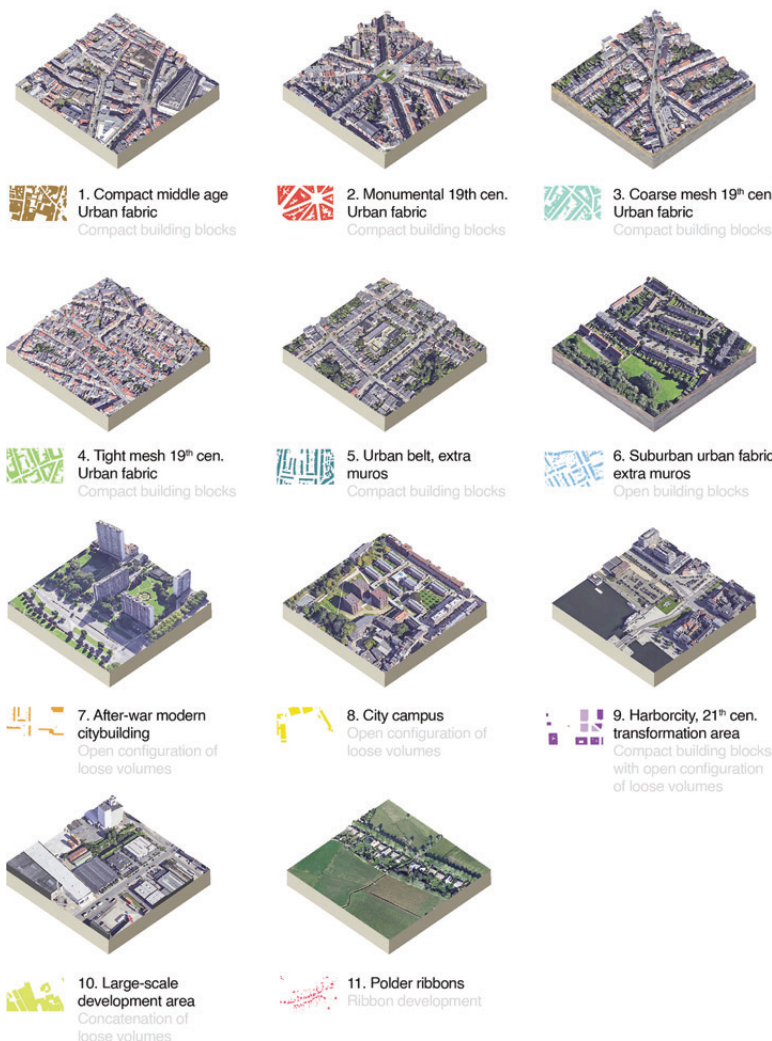 1. Compact middle age
Urban fabric
Compact building blocks
2. Monumental 19th cen.
Urban fabric
Compact building blocks
3. Coarse mesh 19th cen
Urban fabric
Compact building blocks
4. Tight mesh 19th cen.
Urban fabric
Compact building blocks
5. Urban belt, extra
muros
Compact building blocks
6. Suburban urban fabric
extra muros
Open building blocks
7. After-war modern
citybuilding
Open configuration of
loose volumes
8. City campus
Open configuration of
loose volumes
9. Harborcity, 21th cen.
transformation area
Compact building blocks
with open configuration
of loose volumes
10. Large-scale
development area
Concatenation of
loose volumes
11. Polder ribbons
Ribbon development